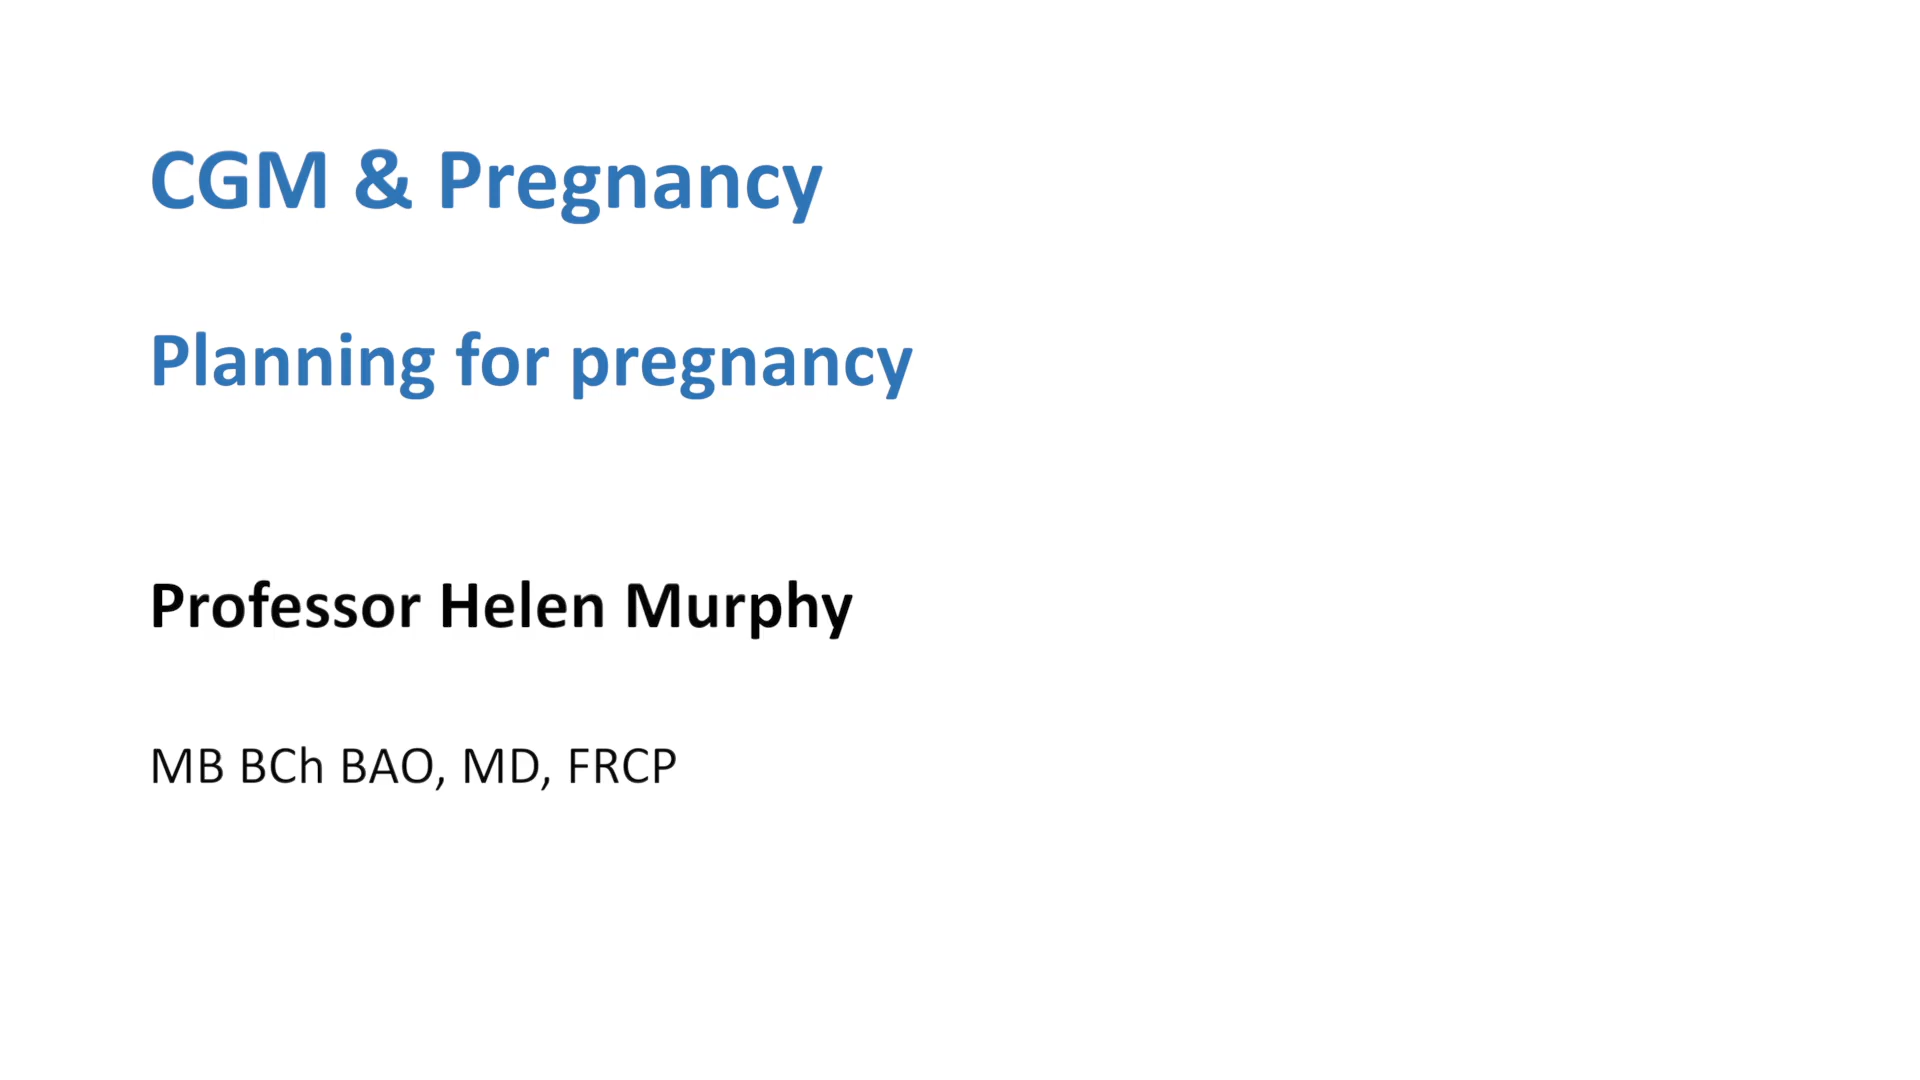 CGM & Pregnancy
Planning for pregnancy
Professor Helen Murphy
MB BCh BAO, MD, FRCP